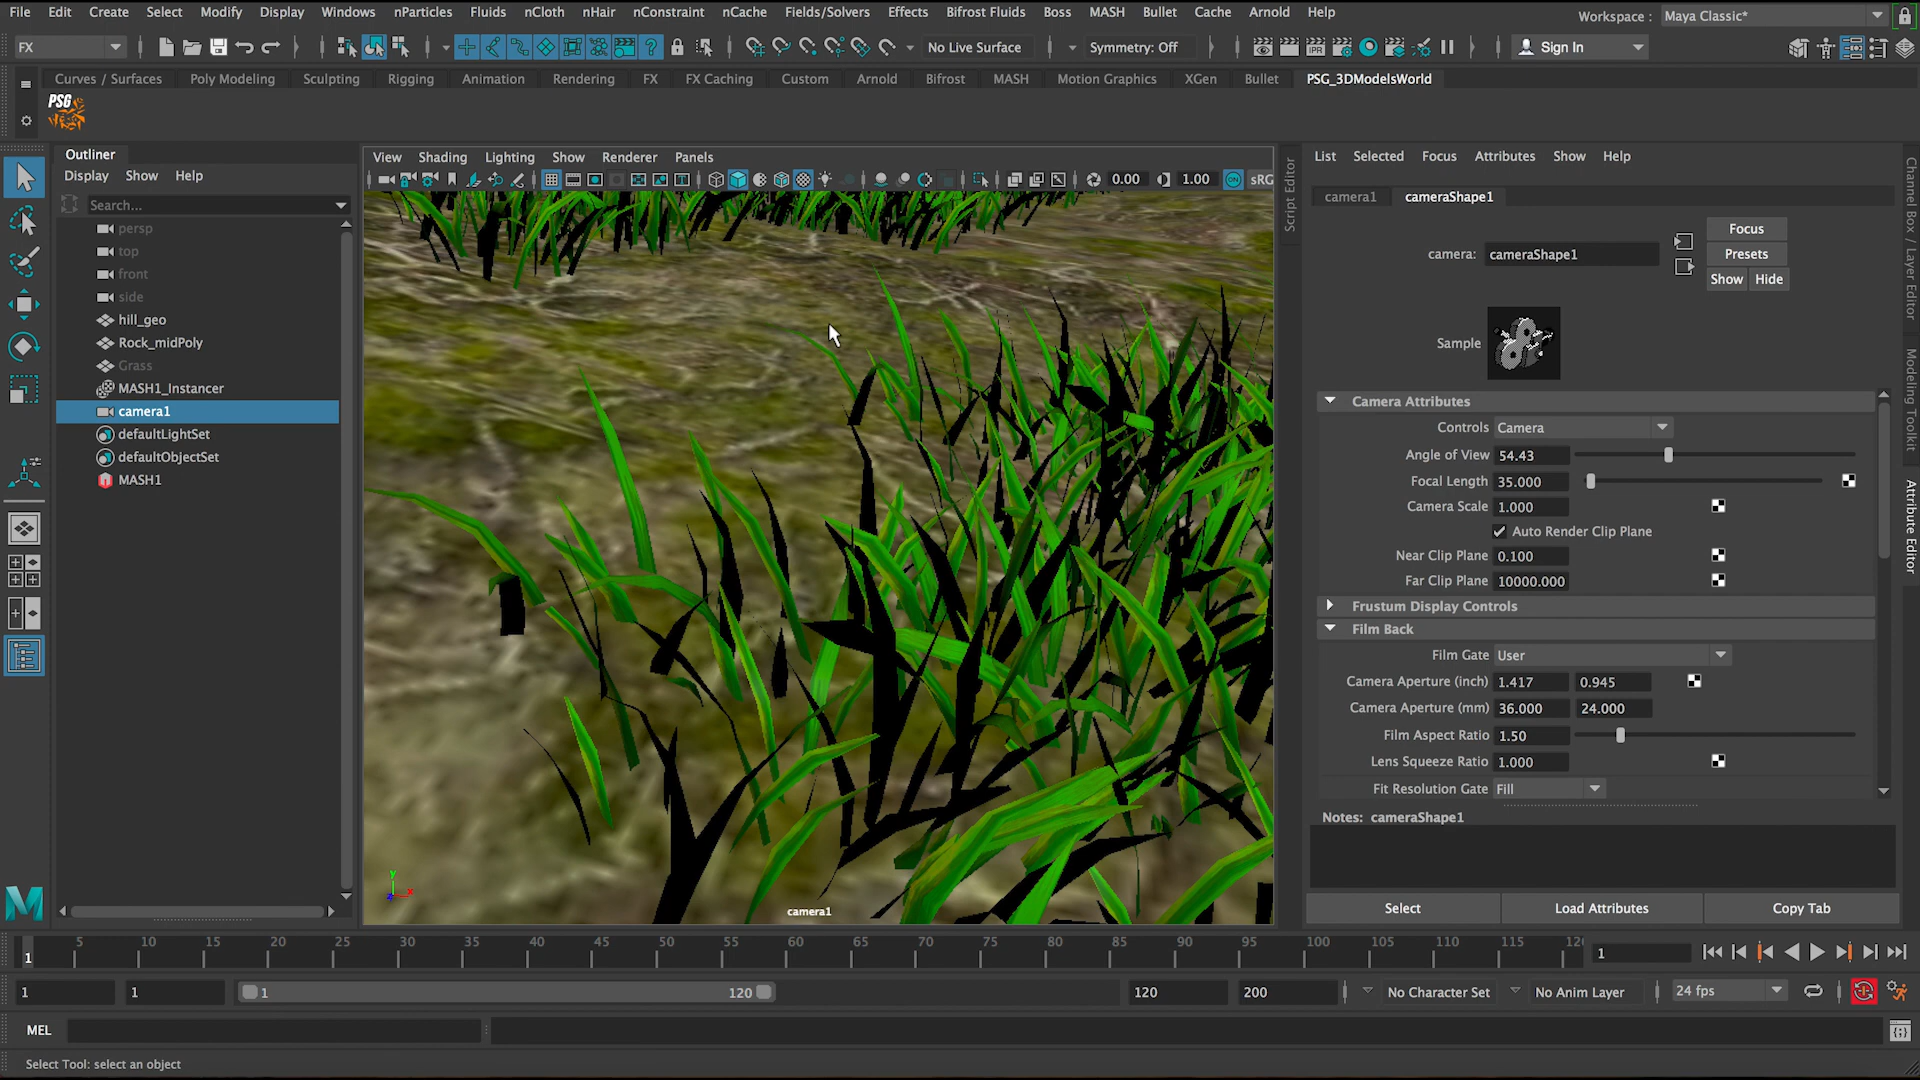 File Edit Create Select Modify Display Windows nParticles Fluids nCloth nHair nConstraint nCache Fields/Solvers Effects Bifrost Fluids Boss MASH Bullet Cache Arnold Help Workspace : Maya Classic*
FX No Live Surface Symmetry: Off Sign In
Curves / Surfaces Poly Modeling Sculpting Rigging Animation Rendering FX FX Caching Custom Arnold Bifrost MASH Motion Graphics XGen Bullet PSG_3DModelsWorld
PSG
Outliner
Display Show Help
Search...
persp
top
front
side
hill_geo
Rock_midPoly
Grass
MASH1_Instancer
camera1
defaultLightSet
defaultObjectSet
MASH1
View Shading Lighting Show Renderer Panels
0.00 1.00 sRG
camera1
Script Editor
List Selected Focus Attributes Show Help
camera1 cameraShape1
camera: cameraShape1
Focus
Presets
Show Hide
Sample
Camera Attributes
Controls Camera
Angle of View 54.43
Focal Length 35.000
Camera Scale 1.000
Auto Render Clip Plane
Near Clip Plane 0.100
Far Clip Plane 10000.000
Frustum Display Controls
Film Back
Film Gate User
Camera Aperture (inch) 1.417 0.945
Camera Aperture (mm) 36.000 24.000
Film Aspect Ratio 1.50
Lens Squeeze Ratio 1.000
Fit Resolution Gate Fill
Notes: cameraShape1
Select Load Attributes Copy Tab
Channel Box / Layer Editor
Modeling Toolkit
Attribute Editor
5 10 15 20 25 30 35 40 45 50 55 60 65 70 75 80 85 90 95 100 105 110 115 12
1 1
1 1 1 120 120 200 No Character Set No Anim Layer 24 fps
MEL
Select Tool: select an object